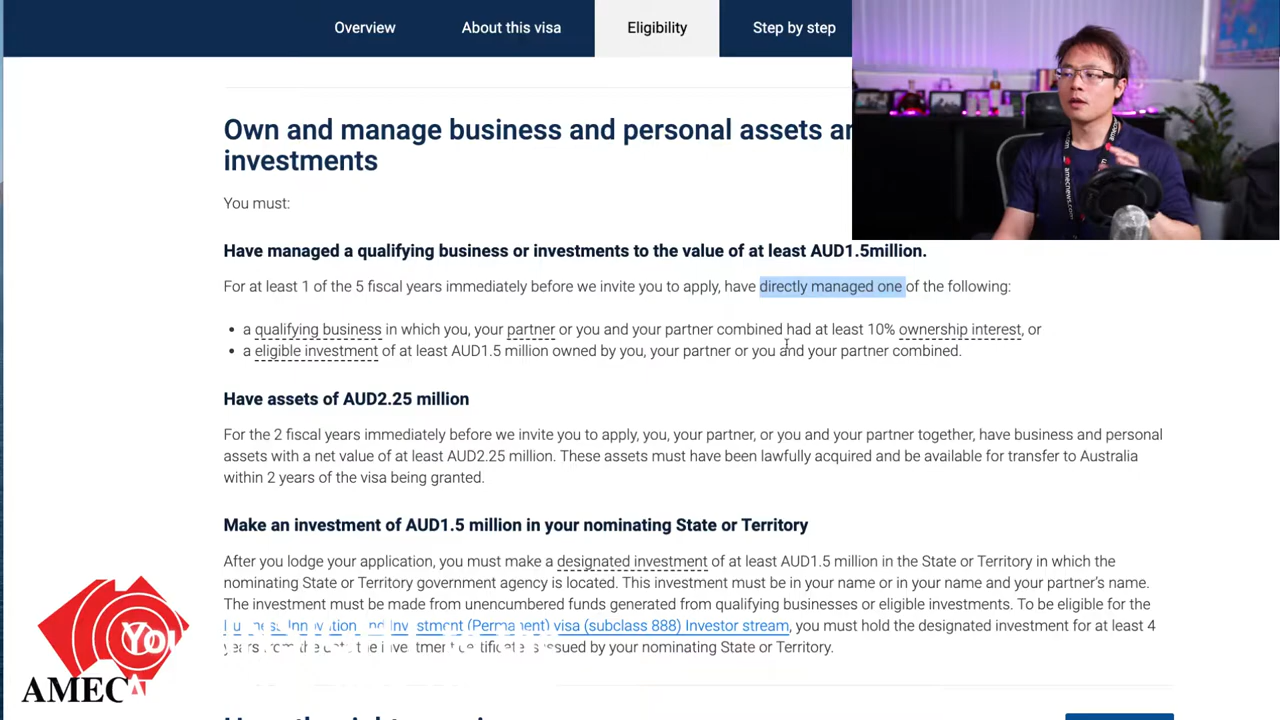 Overview
About this visa
Eligibility
Step by step
Own and manage business and personal assets
investments
You must:
Have managed a qualifying business or investments to the value of at least AUD1.5million.
For at least 1 of the 5 fiscal years immediately before we invite you to apply, have directly managed one of the following:
• a qualifying business in which you, your partner or you and your partner combined had at least 10% ownership interest, or
• a eligible investment of at least AUD1.5 million owned by you, your partner or you and your partner combined.
Have assets of AUD2.25 million
For the 2 fiscal years immediately before we invite you to apply, you, your partner, or you and your partner together, have business and personal
assets with a net value of at least AUD2.25 million. These assets must have been lawfully acquired and be available for transfer to Australia
within 2 years of the visa being granted.
Make an investment of AUD1.5 million in your nominating State or Territory
After you lodge your application, you must make a designated investment of at least AUD1.5 million in the State or Territory in which the
nominating State or Territory government agency is located. This investment must be in your name or in your name and your partner's name.
The investment must be made from unencumbered funds generated from qualifying businesses or eligible investments. To be eligible for the
Business Innovation and Investment (Permanent) visa (subclass 888) Investor stream, you must hold the designated investment for at least 4
years from the date the investment certificate is issued by your nominating State or Territory.
You
AMEC
amecnews.com